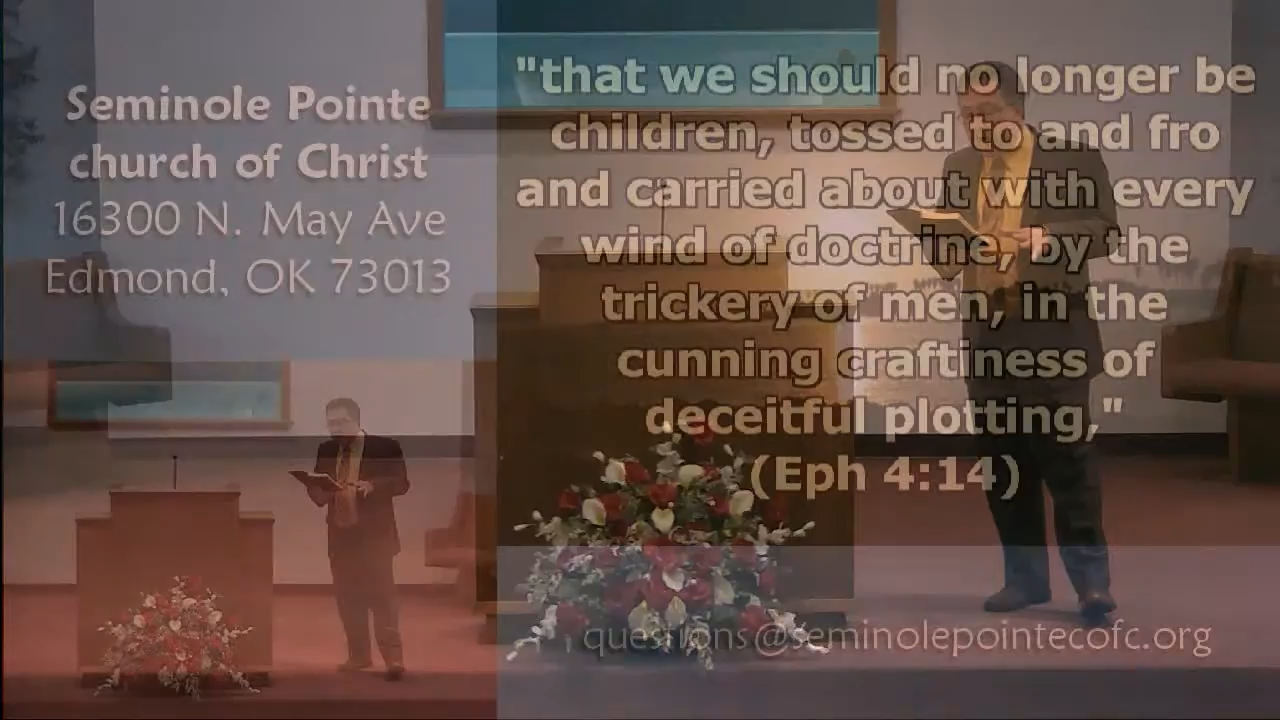 Seminole Pointe
church of Christ
16300 N. May Ave
Edmond, OK 73013
"that we should no longer be
children, tossed to and fro
and carried about with every
wind of doctrine, by the
trickery of men, in the
cunning craftiness of
deceitful plotting,"
(Eph 4:14)
questions@seminolepointecofc.org